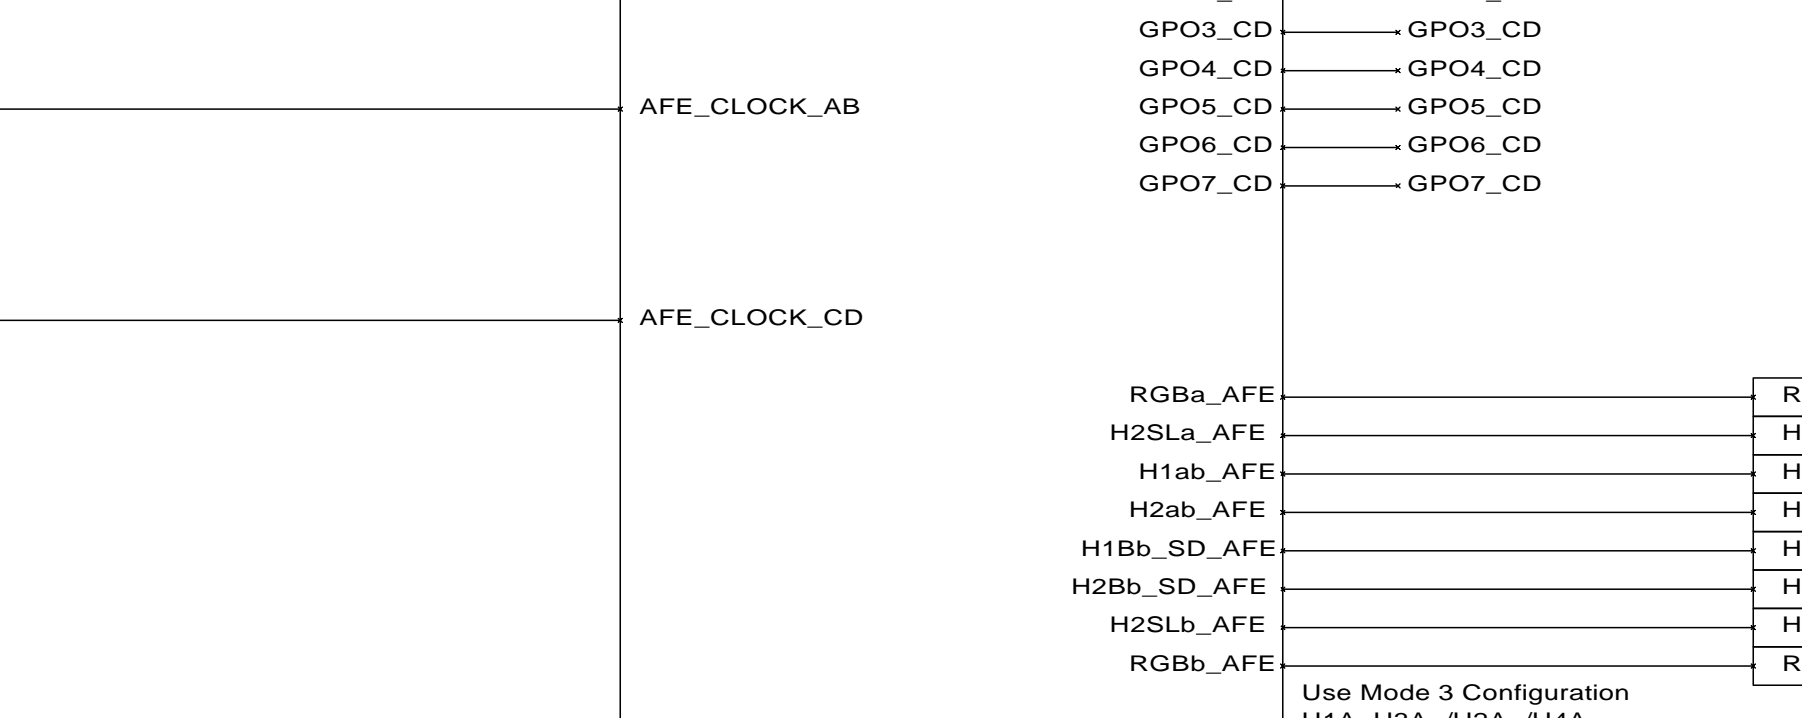 GPO3_CD GPO3_CD
GPO4_CD GPO4_CD
AFE_CLOCK_AB GPO5_CD GPO5_CD
GPO6_CD GPO6_CD
GPO7_CD GPO7_CD
AFE_CLOCK_CD
RGBa_AFE R
H2SLa_AFE H
H1ab_AFE H
H2ab_AFE H
H1Bb_SD_AFE H
H2Bb_SD_AFE H
H2SLb_AFE H
RGBb_AFE R
Use Mode 3 Configuration